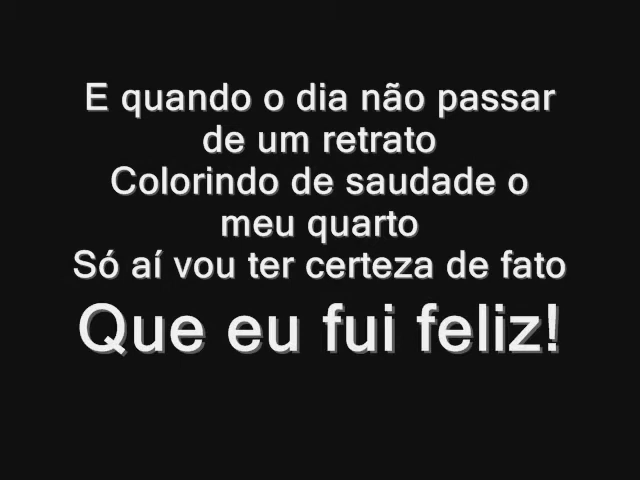 E quando o dia não passar
de um retrato
Colorindo de saudade o
meu quarto
Só aí vou ter certeza de fato
Que eu fui feliz!